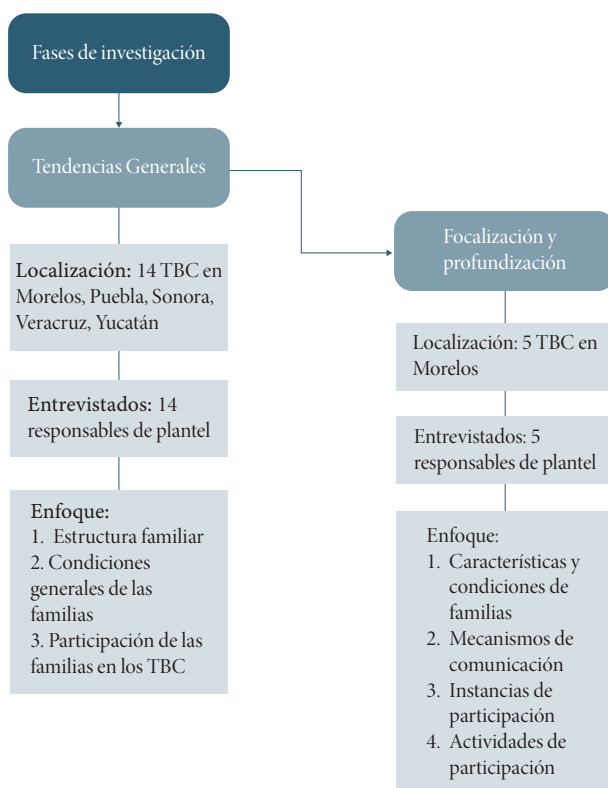 Fases de investigación
Tendencias Generales
Localización: 14 TBC en
Morelos, Puebla, Sonora,
Veracruz, Yucatán
Entrevistados: 14
responsables de plantel
Enfoque:
1. Estructura familiar
2. Condiciones
generales de las
familias
3. Participación de las
familias en los TBC
Focalización y
profundización
Localización: 5 TBC en
Morelos
Entrevistados: 5
responsables de plantel
Enfoque:
1. Características y
condiciones de
familias
2. Mecanismos de
comunicación
3. Instancias de
participación
4. Actividades de
participación